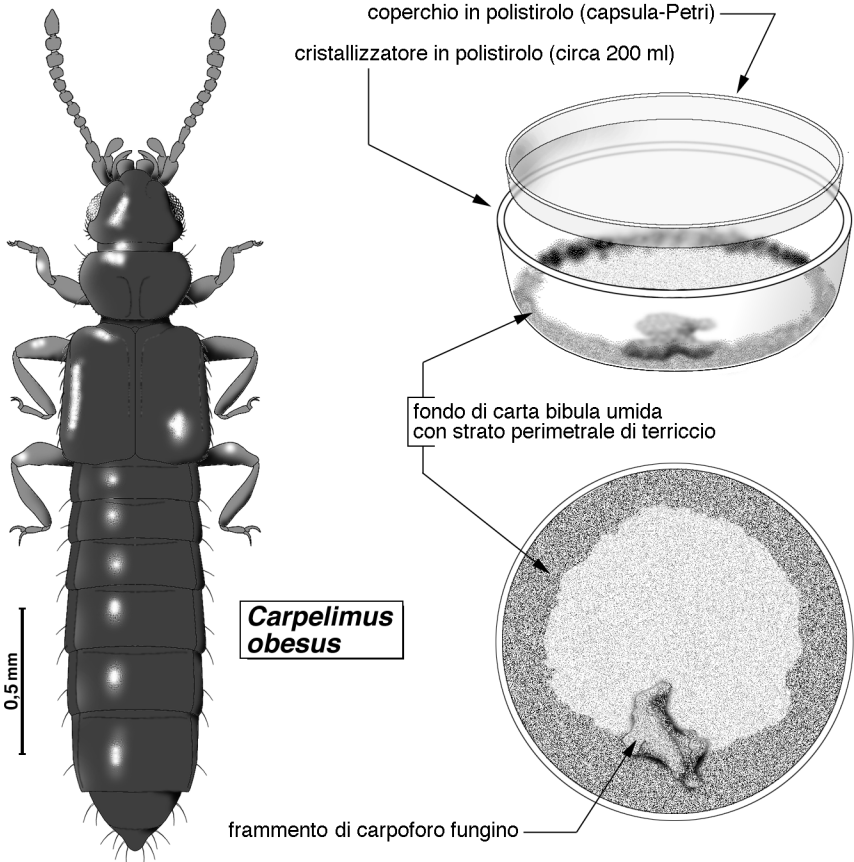 coperchio in polistirolo (capsula-Petri)
cristallizzatore in polistirolo (circa 200 ml)
fondo di carta bibula umida
con strato perimetrale di terriccio
Carpelimus
obesus
0,5 mm
frammento di carpoforo fungino